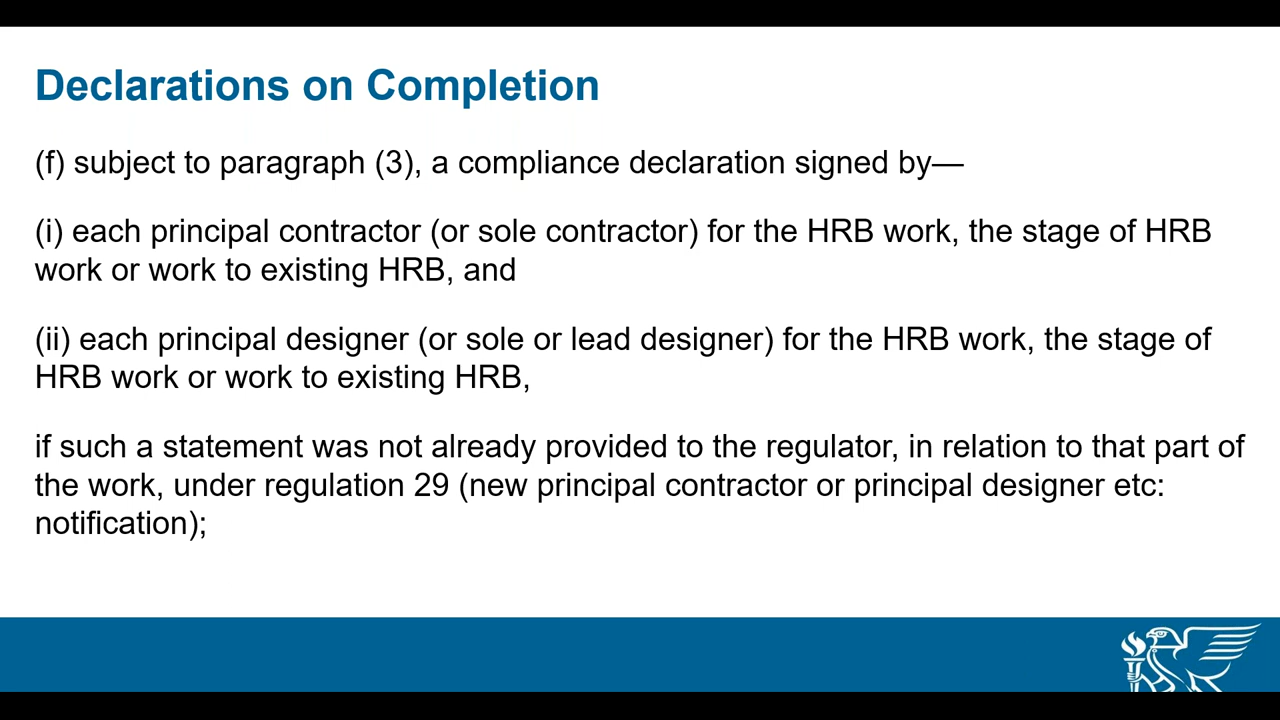 Declarations on Completion
(f) subject to paragraph (3), a compliance declaration signed by—
(i) each principal contractor (or sole contractor) for the HRB work, the stage of HRB
work or work to existing HRB, and
(ii) each principal designer (or sole or lead designer) for the HRB work, the stage of
HRB work or work to existing HRB,
if such a statement was not already provided to the regulator, in relation to that part of
the work, under regulation 29 (new principal contractor or principal designer etc:
notification);